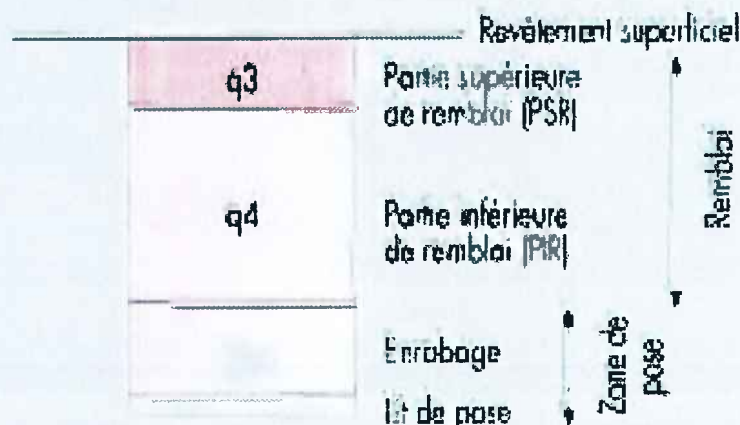 Revêtement superficiel
q3
Partie supérieure
de remblai (PSR)
q4
Partie inférieure
de remblai (PIR)
Remblai
Enrobage
Lit de pose
Zone de
pose